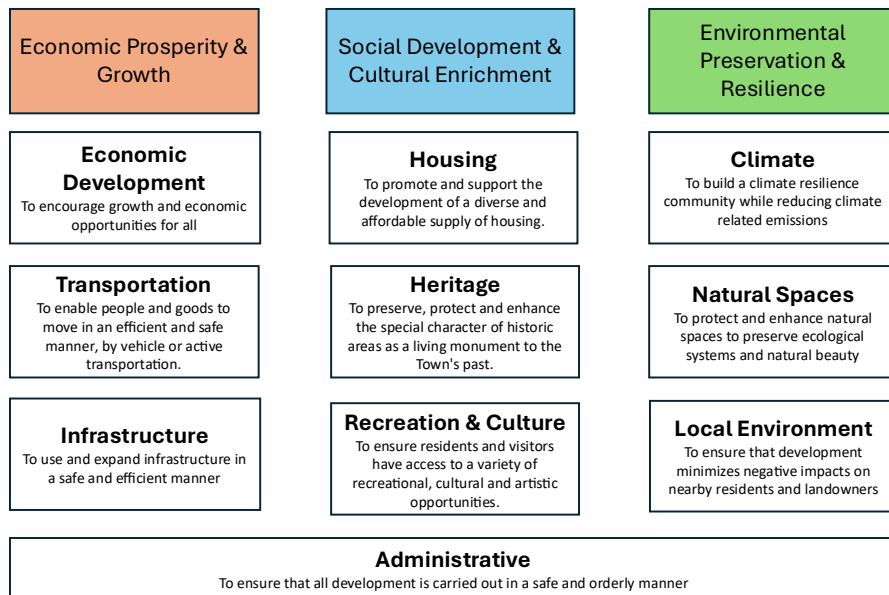 Economic Prosperity &
Growth
Social Development &
Cultural Enrichment
Environmental
Preservation &
Resilience
Economic
Development
To encourage growth and economic
opportunities for all
Housing
To promote and support the
development of a diverse and
affordable supply of housing.
Climate
To build a climate resilience
community while reducing climate
related emissions
Transportation
To enable people and goods to
move in an efficient and safe
manner, by vehicle or active
transportation.
Heritage
To preserve, protect and enhance
the special character of historic
areas as a living monument to the
Town's past.
Natural Spaces
To protect and enhance natural
spaces to preserve ecological
systems and natural beauty
Infrastructure
To use and expand infrastructure in
a safe and efficient manner
Recreation & Culture
To ensure residents and visitors
have access to a variety of
recreational, cultural and artistic
opportunities.
Local Environment
To ensure that development
minimizes negative impacts on
nearby residents and landowners
Administrative
To ensure that all development is carried out in a safe and orderly manner